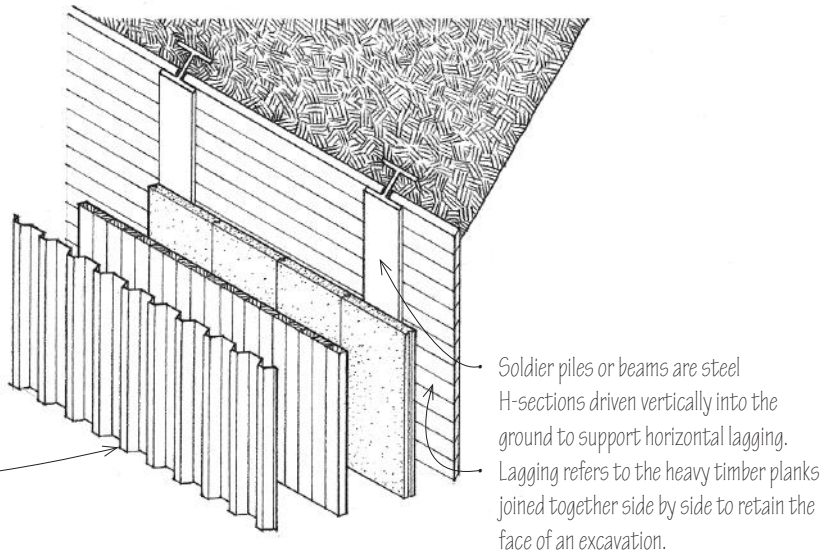 Soldier piles or beams are steel
H-sections driven vertically into the
ground to support horizontal lagging.
Lagging refers to the heavy timber planks
joined together side by side to retain the
face of an excavation.